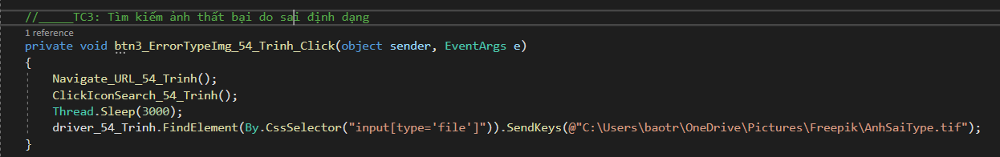 //_____TC3: Tìm kiếm ảnh thất bại do sai định dạng
1 reference
private void btn3_ErrorTypeImg_54_Trinh_Click(object sender, EventArgs e)
{
Navigate_URL_54_Trinh();
ClickIconSearch_54_Trinh();
Thread.Sleep(3000);
driver_54_Trinh.FindElement(By.CssSelector("input[type='file']")).SendKeys(@"C:\Users\baotr\OneDrive\Pictures\Freepik\AnhSaiType.tif");
}